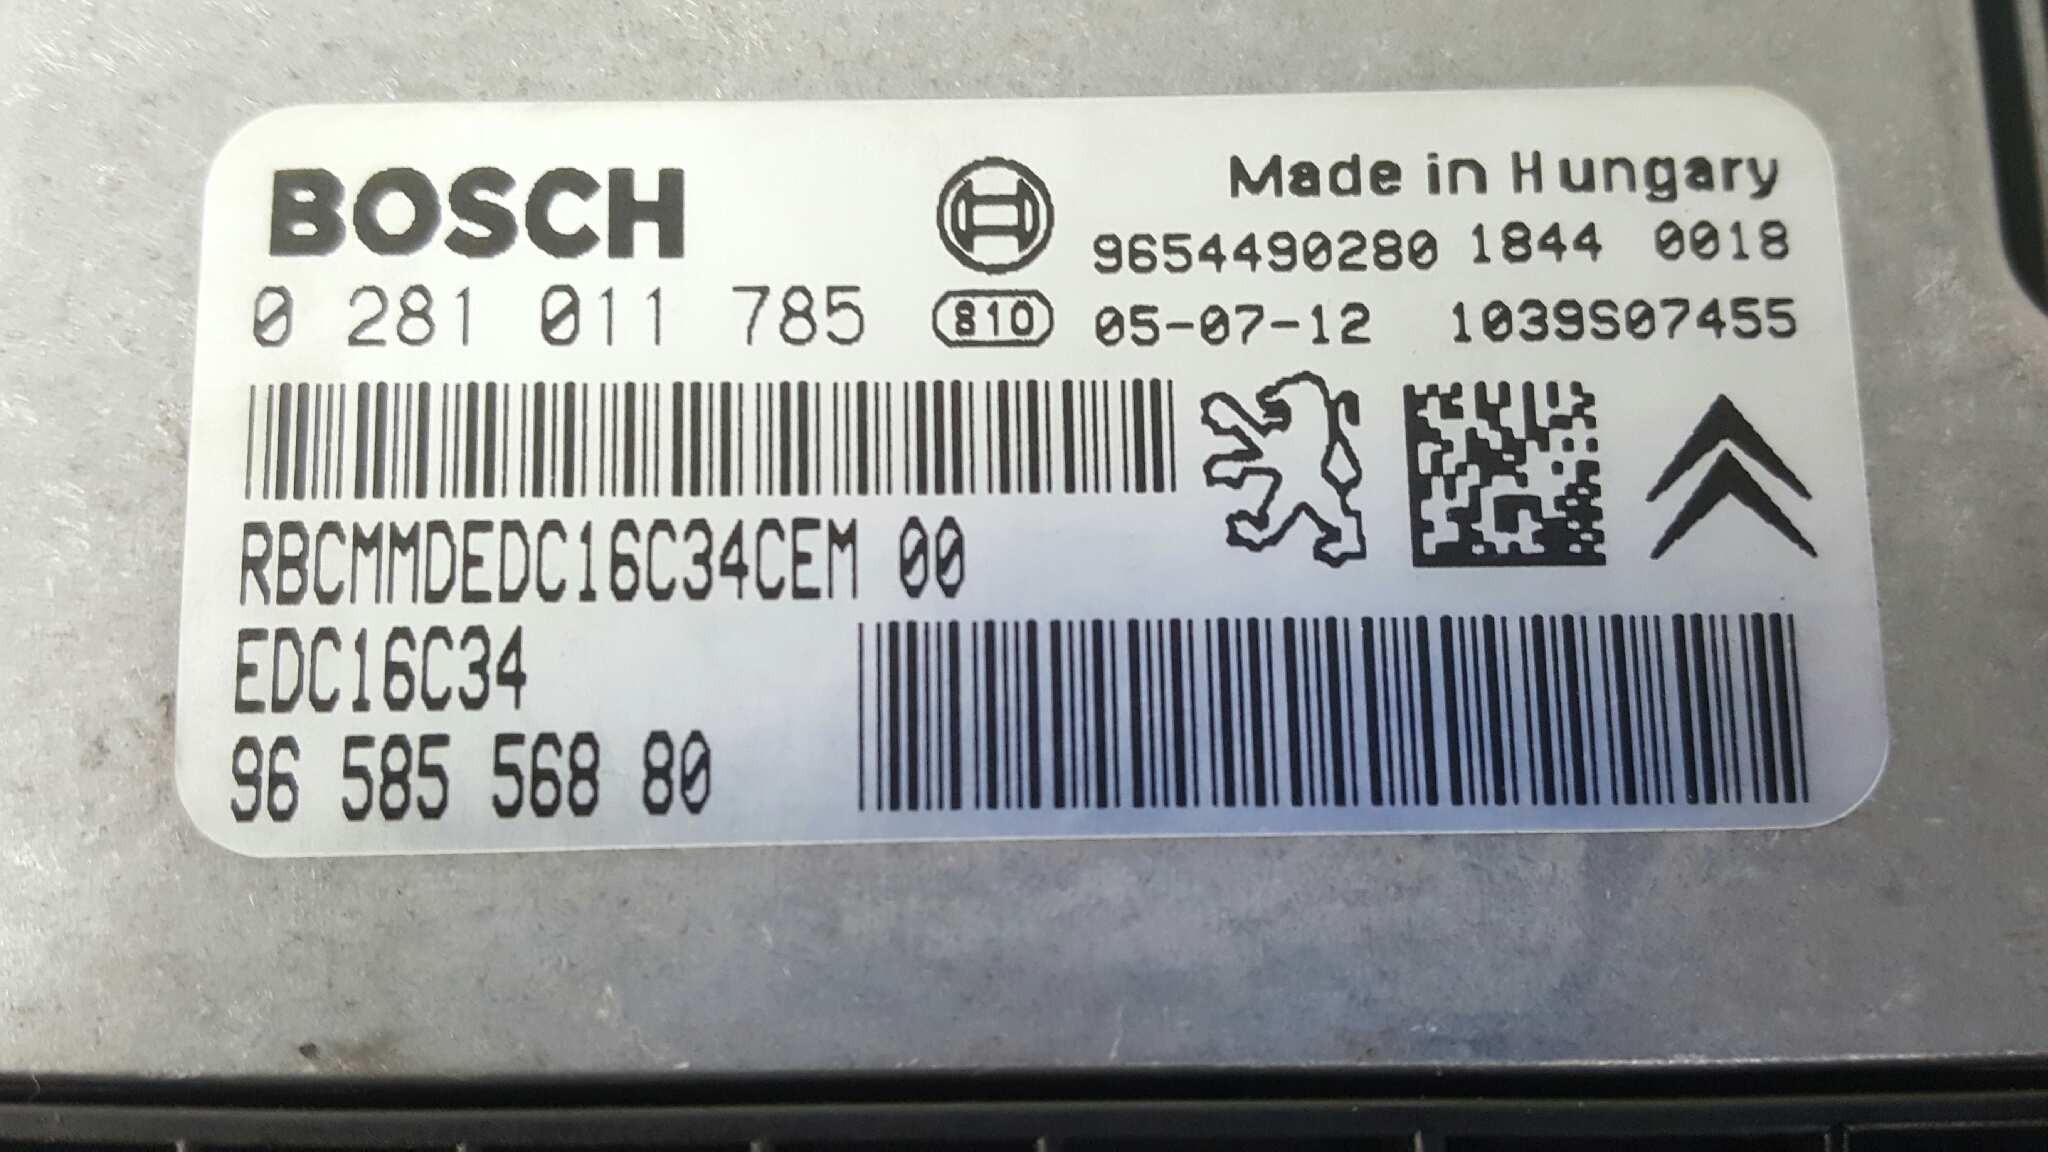 BOSCH
Made in Hungary
9654490280 1844 0018
0 281 011 785
810
05-07-12 1039S07455
RBCMMDEDC16C34CEM 00
EDC16C34
96 585 568 80